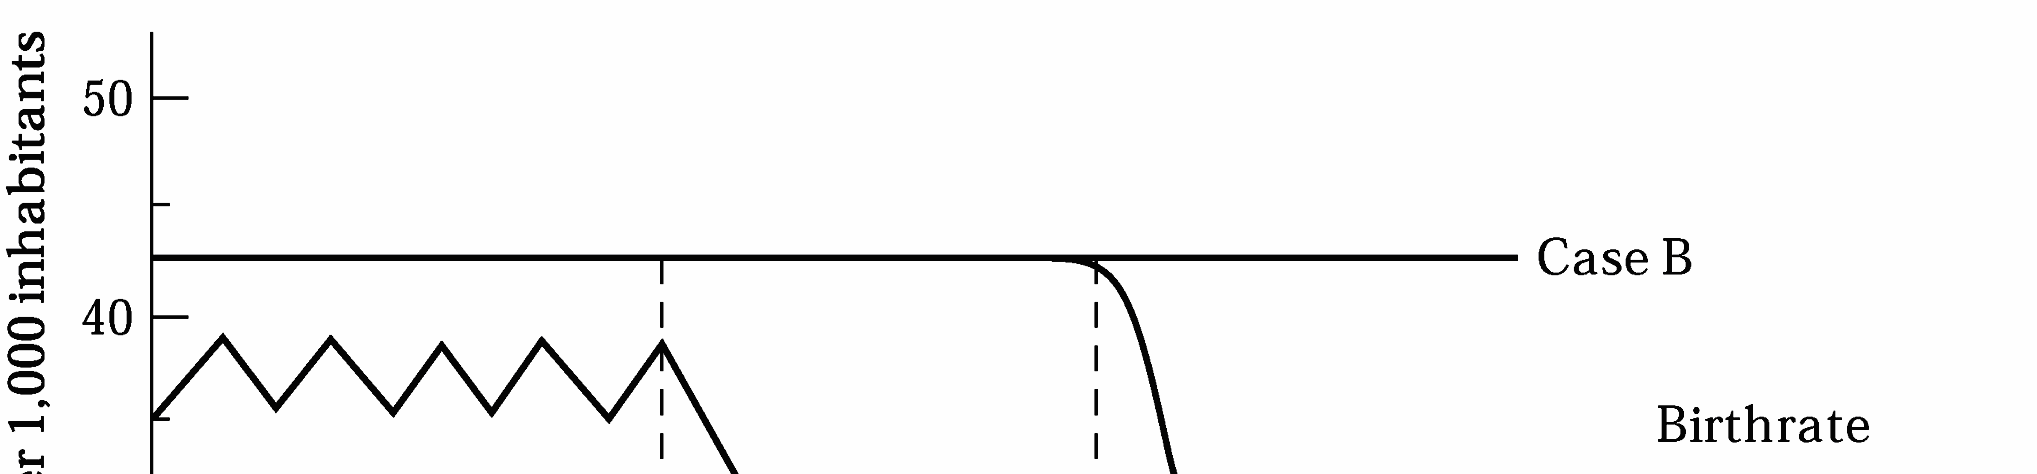 50
40
Case B
Birthrate
1,000 inhabitants